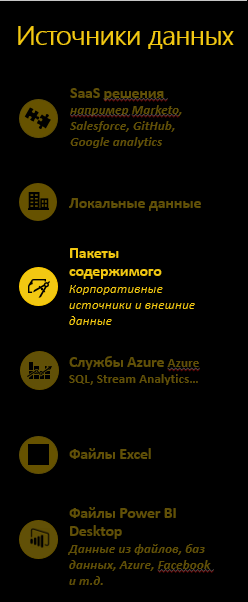 Источники данных
SaaS решения
например Marketo,
Salesforce, GitHub,
Google analytics
Локальные данные
Пакеты
содержимого
Корпоративные
источники и внешние
данные
Службы Azure Azure
SQL, Stream Analytics...
Файлы Excel
Файлы Power BI
Desktop
Данные из файлов, баз
данных, Azure, Facebook
и т.д.